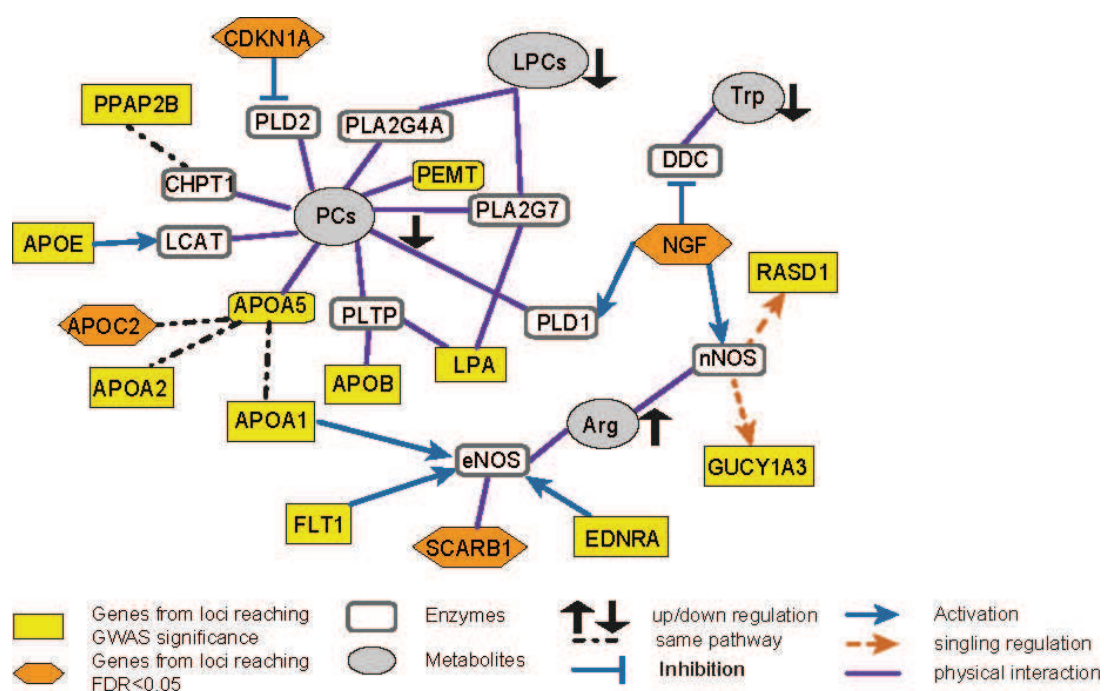 CDKN1A
LPCs
PPAP2B
Trp
PLD2
PLA2G4A
DDC
CHPT1
PEMT
PCs
PLA2G7
APOE
LCAT
NGF
RASD1
APOA5
APOC2
PLTP
PLD1
nNOS
APOA2
APOB
LPA
APOA1
Arg
eNOS
GUCY1A3
FLT1
SCARB1
EDNRA
Genes from loci reaching
GWAS significance
Genes from loci reaching
FDR<0.05
Enzymes
Metabolites
up/down regulation
same pathway
Inhibition
Activation
singling regulation
physical interaction